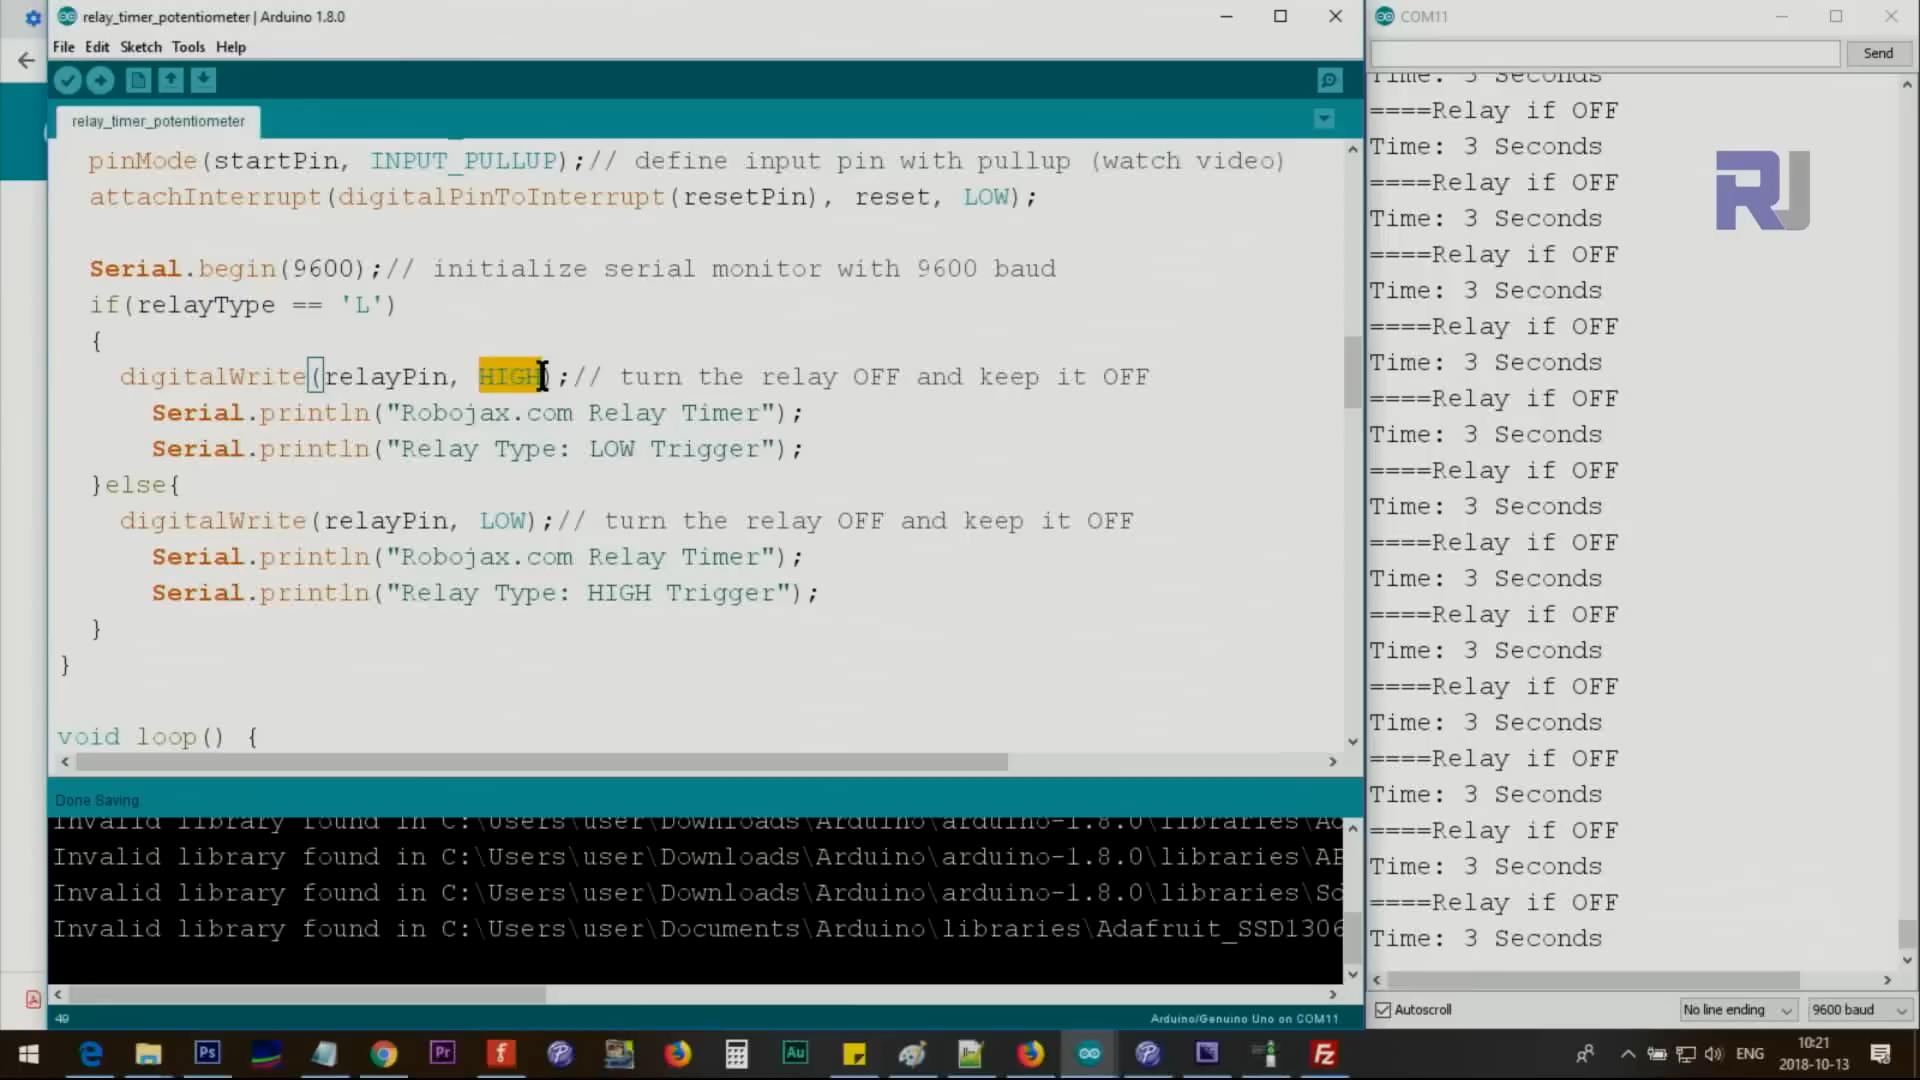 relay_timer_potentiometer | Arduino 1.8.0
File Edit Sketch Tools Help
relay_timer_potentiometer
pinMode(startPin, INPUT_PULLUP);// define input pin with pullup (watch video)
attachInterrupt(digitalPinToInterrupt(resetPin), reset, LOW);
Serial.begin(9600);// initialize serial monitor with 9600 baud
if(relayType == 'L')
{
digitalWrite(relayPin, HIGH);// turn the relay OFF and keep it OFF
Serial.println("Robojax.com Relay Timer");
Serial.println("Relay Type: LOW Trigger");
}else{
digitalWrite(relayPin, LOW);// turn the relay OFF and keep it OFF
Serial.println("Robojax.com Relay Timer");
Serial.println("Relay Type: HIGH Trigger");
}
}
void loop() {
Done Saving.
Invalid library found in C:\Users\user\Downloads\Arduino\arduino-1.8.0\libraries\Ad
Invalid library found in C:\Users\user\Downloads\Arduino\arduino-1.8.0\libraries\AP
Invalid library found in C:\Users\user\Downloads\Arduino\arduino-1.8.0\libraries\Sd
Invalid library found in C:\Users\user\Documents\Arduino\libraries\Adafruit_SSD1306
49
Arduino/Genuino Uno on COM11
COM11
Send
Time: 3 Seconds
====Relay if OFF
Time: 3 Seconds
====Relay if OFF
Time: 3 Seconds
====Relay if OFF
Time: 3 Seconds
====Relay if OFF
Time: 3 Seconds
====Relay if OFF
Time: 3 Seconds
====Relay if OFF
Time: 3 Seconds
====Relay if OFF
Time: 3 Seconds
====Relay if OFF
Time: 3 Seconds
====Relay if OFF
Time: 3 Seconds
====Relay if OFF
Time: 3 Seconds
====Relay if OFF
Time: 3 Seconds
====Relay if OFF
Time: 3 Seconds
RJ
Autoscroll
No line ending
9600 baud
Ps
Pr
f
Au
Fz
ENG
10:21
2018-10-13